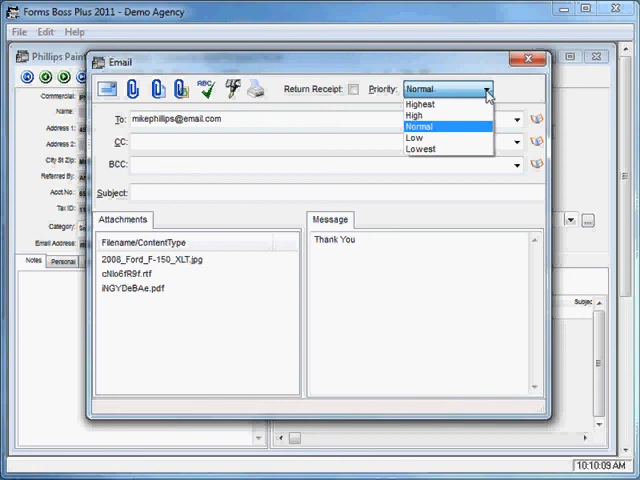 Forms Boss Plus 2011 - Demo Agency
File Edit Help
Phillips Pain
Email
Return Receipt: Priority: Normal
Highest
High
Normal
Low
Lowest
To: mikephillips@email.com
CC:
BCC:
Subject:
Commercial:
Name:
Address 1:
Address 2:
City St Zip:
Referred By:
Acct.No.:
Tax ID:
Category:
Email Address:
Notes Personal
Attachments
Filename/ContentType
2008_Ford_F-150_XLT.jpg
cNlo6fR9f.rtf
iNGYDeBAe.pdf
Message
Thank You
Subject
10:10:09 AM